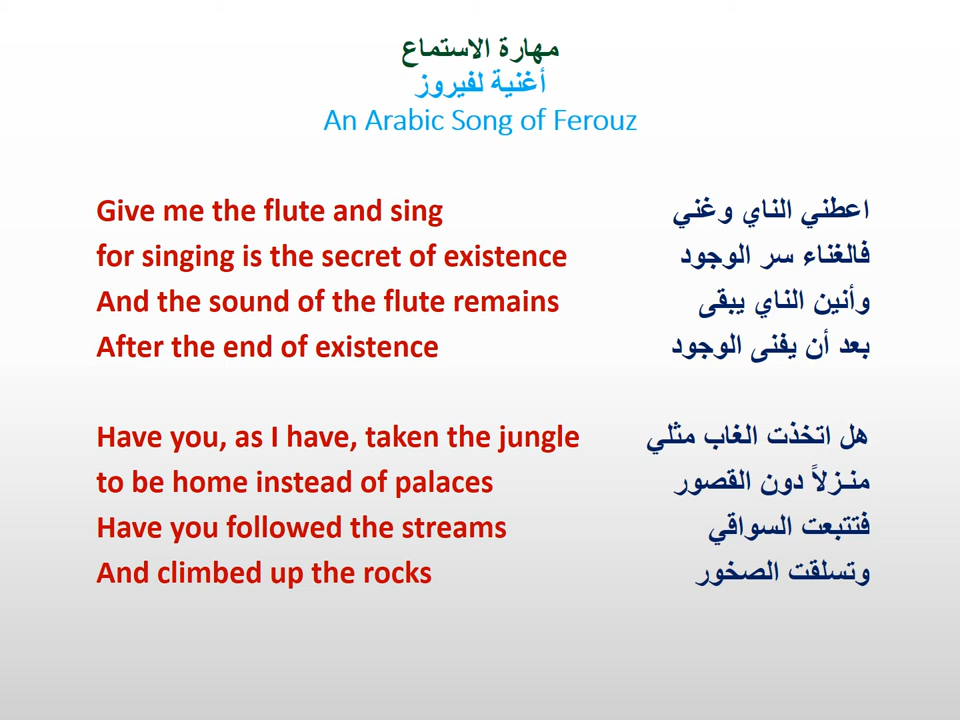 مهارة الاستماع
أغنية لفيروز
An Arabic Song of Ferouz
Give me the flute and sing
اعطني الناي وغني
for singing is the secret of existence
فالغناء سر الوجود
And the sound of the flute remains
وأنين الناي يبقى
After the end of existence
بعد أن يفنى الوجود
Have you, as I have, taken the jungle
هل اتخذت الغاب مثلي
to be home instead of palaces
منـزلاً دون القصور
Have you followed the streams
فتتبعت السواقي
And climbed up the rocks
وتسلقت الصخور